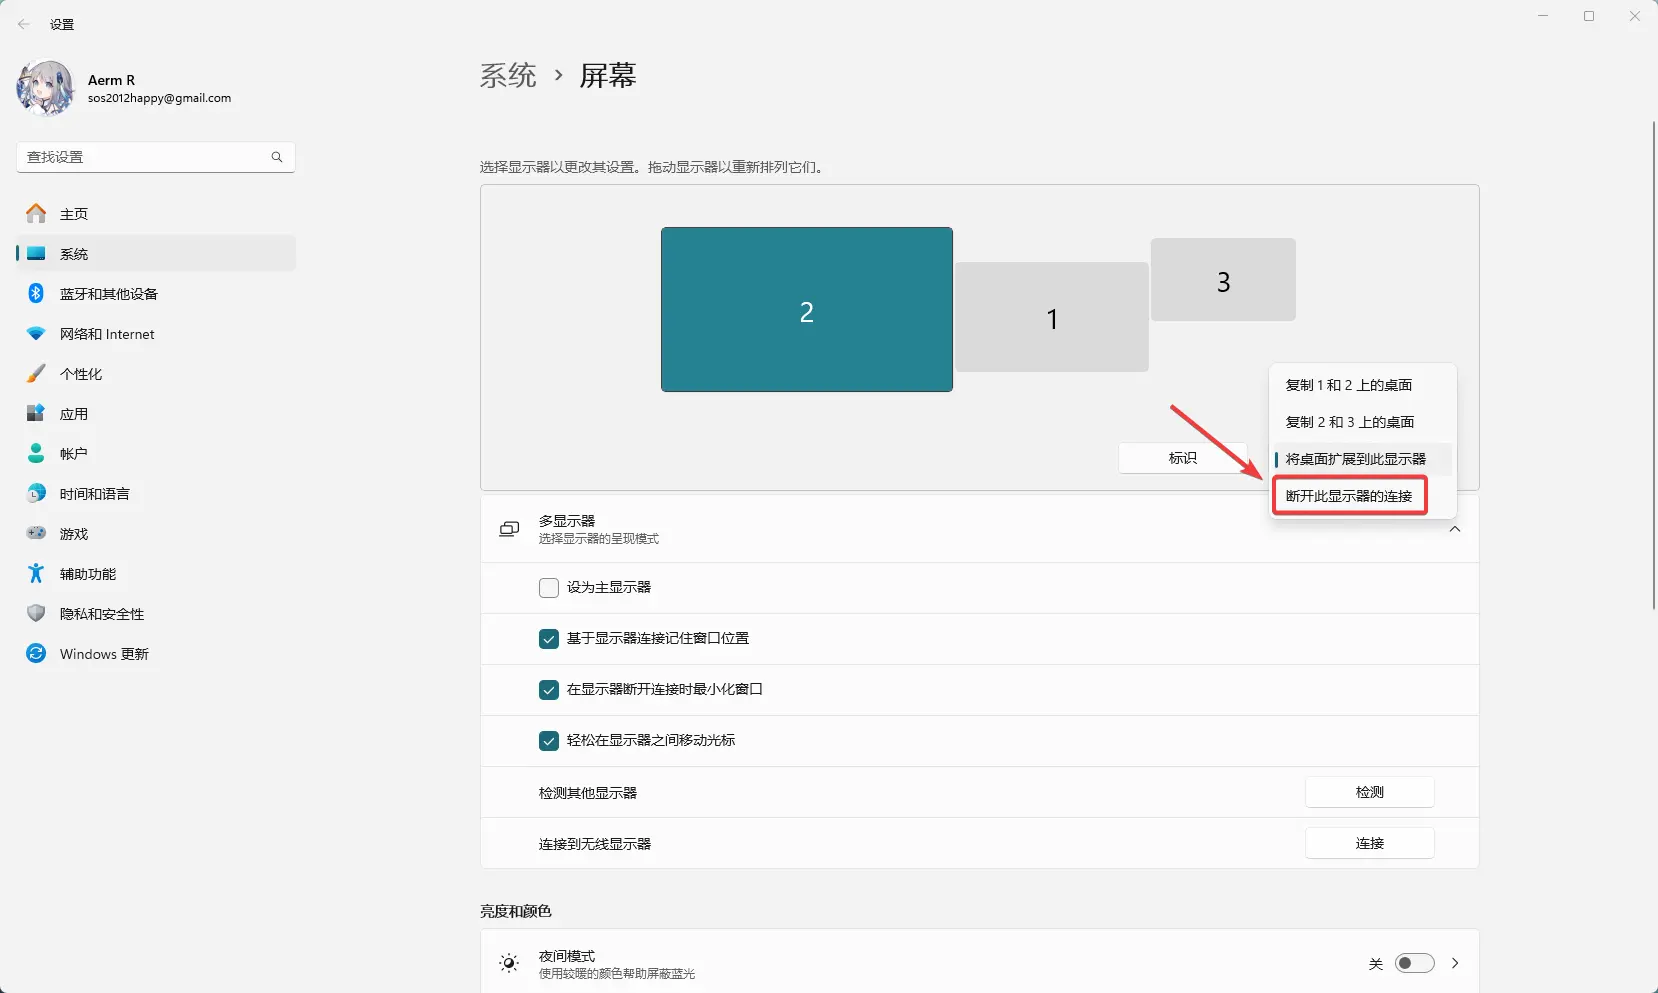 设置
Aerm R
sos2012happy@gmail.com
查找设置
主页
系统
蓝牙和其他设备
网络和 Internet
个性化
应用
帐户
时间和语言
游戏
辅助功能
隐私和安全性
Windows 更新
系统 › 屏幕
选择显示器以更改其设置。拖动显示器以重新排列它们。
2
1
3
复制 1 和 2 上的桌面
复制 2 和 3 上的桌面
将桌面扩展到此显示器
断开此显示器的连接
标识
多显示器
选择显示器的呈现模式
设为主显示器
基于显示器连接记住窗口位置
在显示器断开连接时最小化窗口
轻松在显示器之间移动光标
检测其他显示器
检测
连接到无线显示器
连接
亮度和颜色
夜间模式
使用较暖的颜色帮助屏蔽蓝光
关